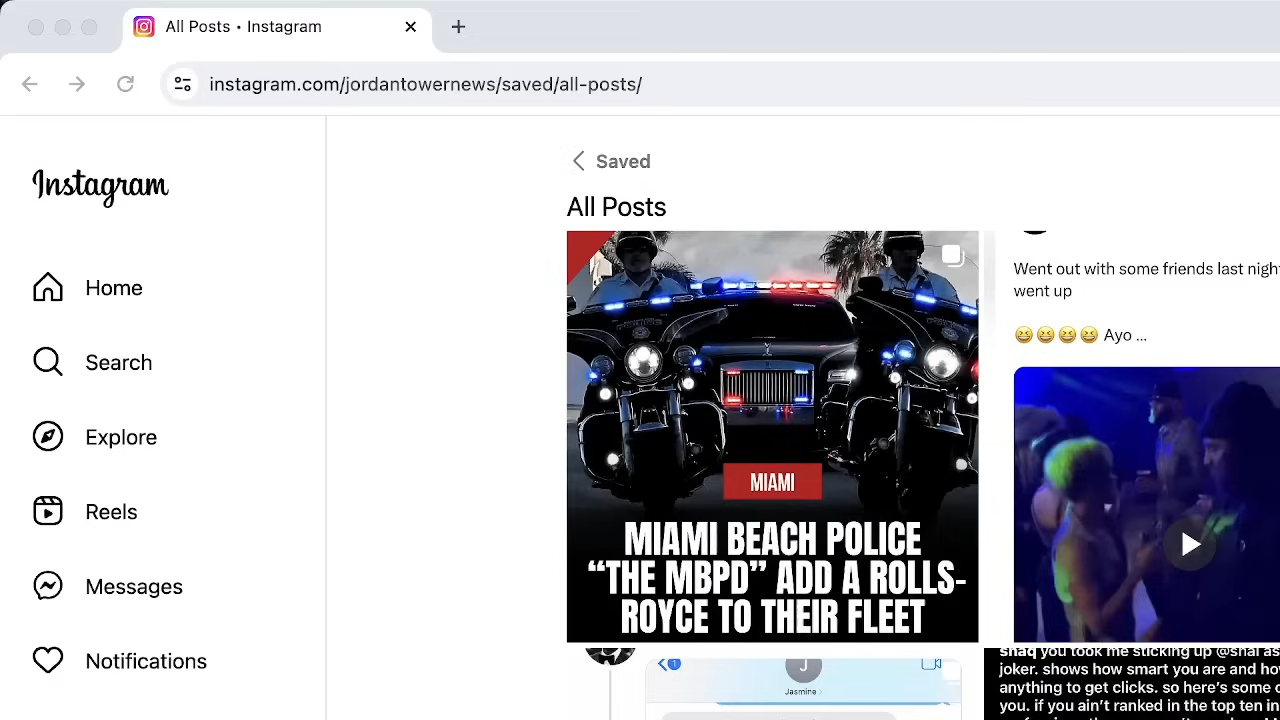 All Posts • Instagram
instagram.com/jordantowernews/saved/all-posts/
Instagram
Home
Search
Explore
Reels
Messages
Notifications
Saved
All Posts
MIAMI
MIAMI BEACH POLICE
“THE MBPD” ADD A ROLLS-
ROYCE TO THEIR FLEET
Went out with some friends last nigh
went up
😆😆😆😆 Ayo ...
1
J
Jasmine
shaq you took me sticking up @shai as
joker. shows how smart you are and ho
anything to get clicks. so here’s some
you. if you ain’t ranked in the top ten in